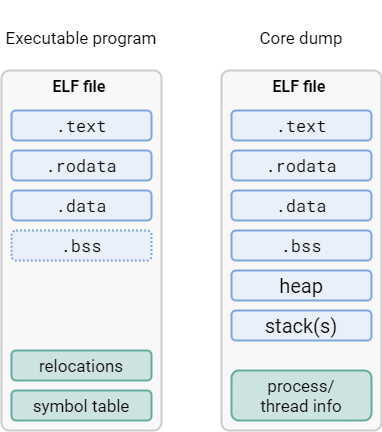 Executable program
ELF file
.text
.rodata
.data
.bss
relocations
symbol table
Core dump
ELF file
.text
.rodata
.data
.bss
heap
stack(s)
process/
thread info